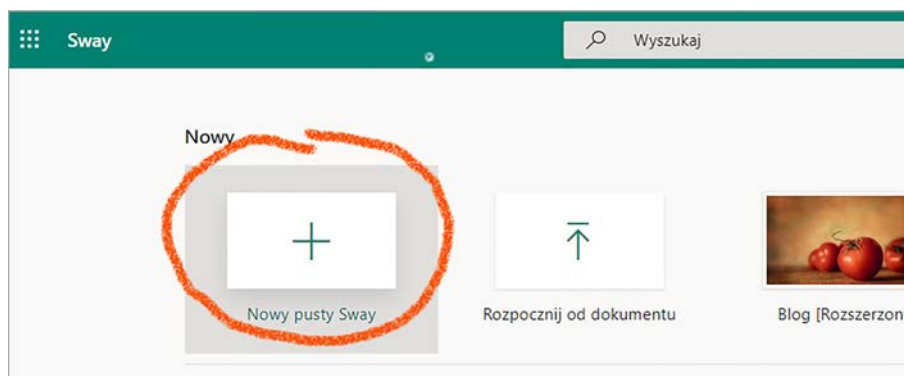 Sway
Wyszukaj
Nowy
Nowy pusty Sway
Rozpocznij od dokumentu
Blog [Rozszerzon